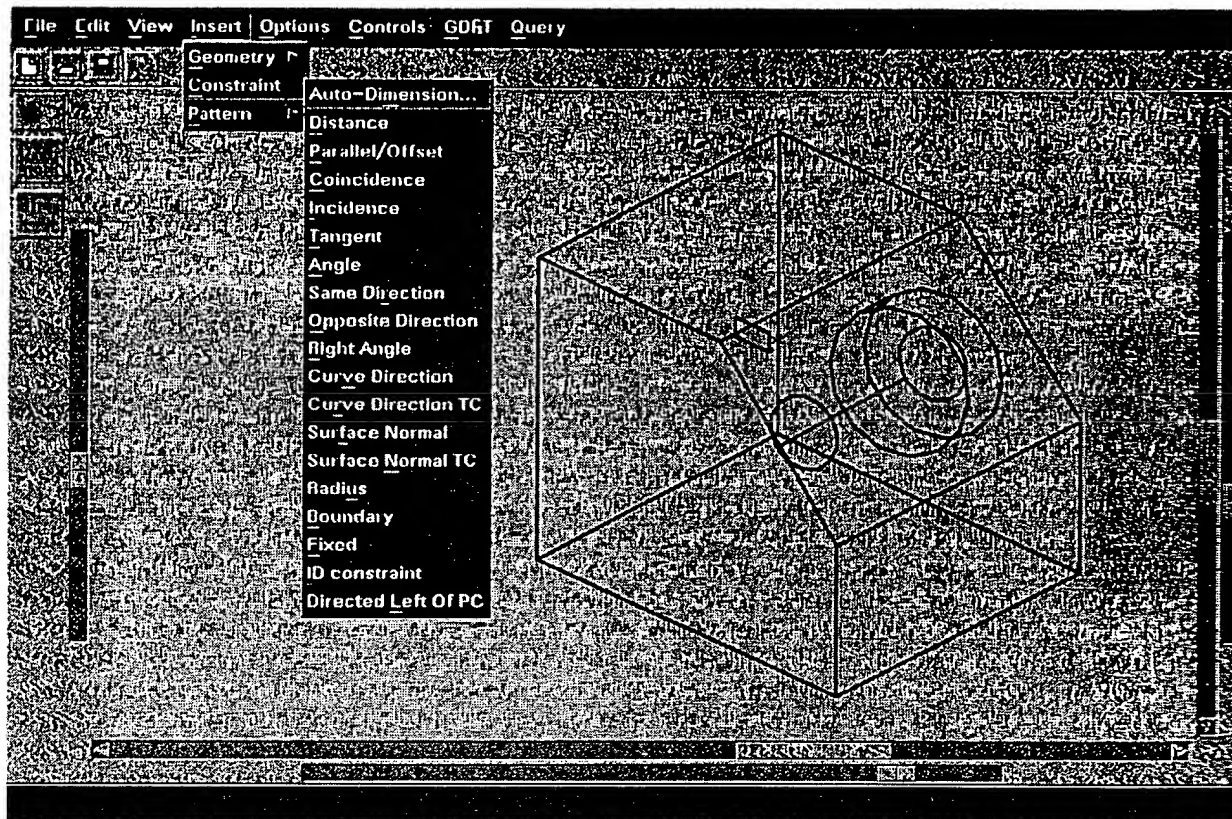 File Edit View Insert Options Controls GD&T Query
Geometry
Constraint
Pattern
Auto-Dimension...
Distance
Parallel/Offset
Coincidence
Incidence
Tangent
Angle
Same Direction
Opposite Direction
Right Angle
Curve Direction
Curve Direction TC
Surface Normal
Surface Normal TC
Radius
Boundary
Fixed
ID constraint
Directed Left Of PC